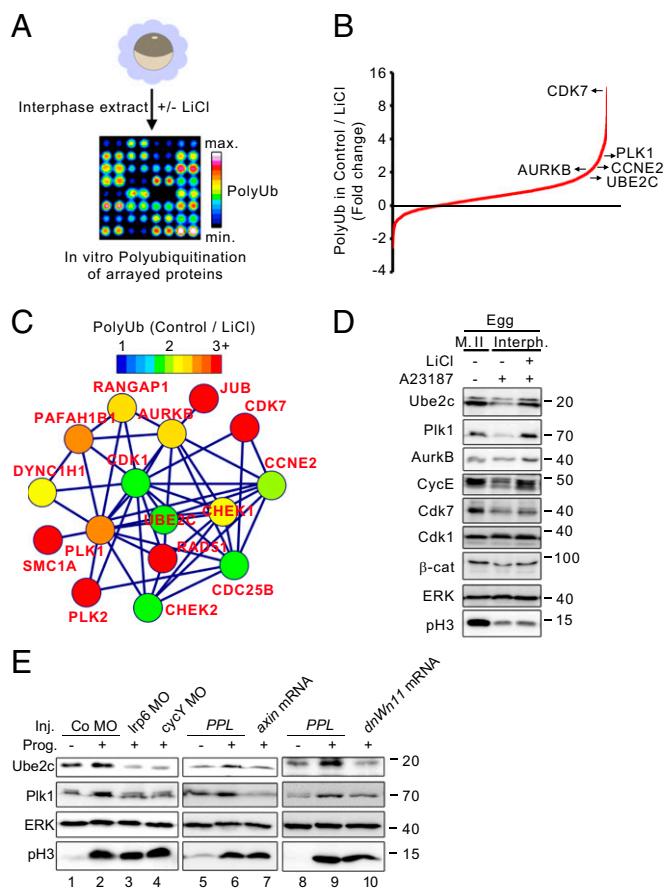 A
Interphase extract +/- LiCl
max.
PolyUb
min.
In vitro Polyubiquitination
of arrayed proteins
B
PolyUb in Control / LiCl
(Fold change)
16
12
8
4
2
0
-2
-4
CDK7
PLK1
AURKB
CCNE2
UBE2C
C
PolyUb (Control / LiCl)
1 2 3+
RANGAP1
JUB
PAFAH1B1
AURKB
CDK7
DYNC1H1
CDK1
CCNE2
UBE2C
CHEK1
PLK1
RAD51
SMC1A
CDC25B
PLK2
CHEK2
D
Egg
M. II Interph.
LiCl - - +
A23187 - + +
Ube2c 20
Plk1 70
AurkB 40
CycE 50
Cdk7 40
Cdk1 40
β-cat 100
ERK 40
pH3 15
E
Inj. Co MO lrp6 MO cycY MO PPL axin mRNA PPL dnWn11 mRNA
Prog. - + + + - + + - + +
Ube2c 20
Plk1 70
ERK 40
pH3 15
1 2 3 4 5 6 7 8 9 10